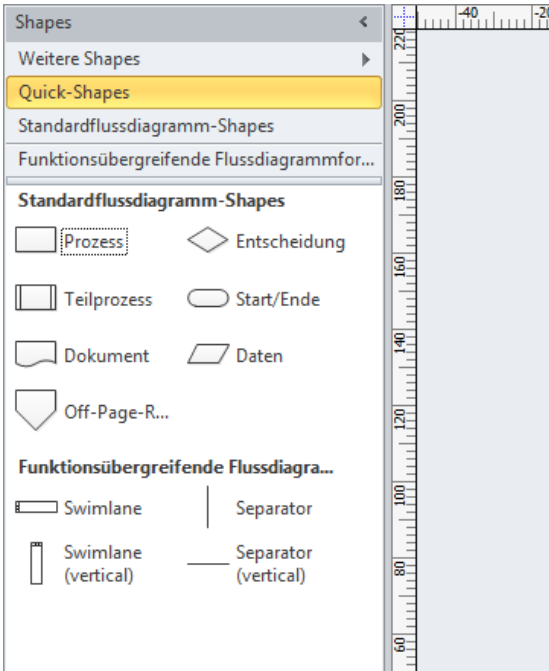 Shapes
Weitere Shapes
Quick-Shapes
Standardflussdiagramm-Shapes
Funktionsübergreifende Flussdiagrammfor...
Standardflussdiagramm-Shapes
Prozess
Entscheidung
Teilprozess
Start/Ende
Dokument
Daten
Off-Page-R...
Funktionsübergreifende Flussdiagra...
Swimlane
Separator
Swimlane
(vertical)
Separator
(vertical)
-40
-20
220
200
180
160
140
120
100
80
60